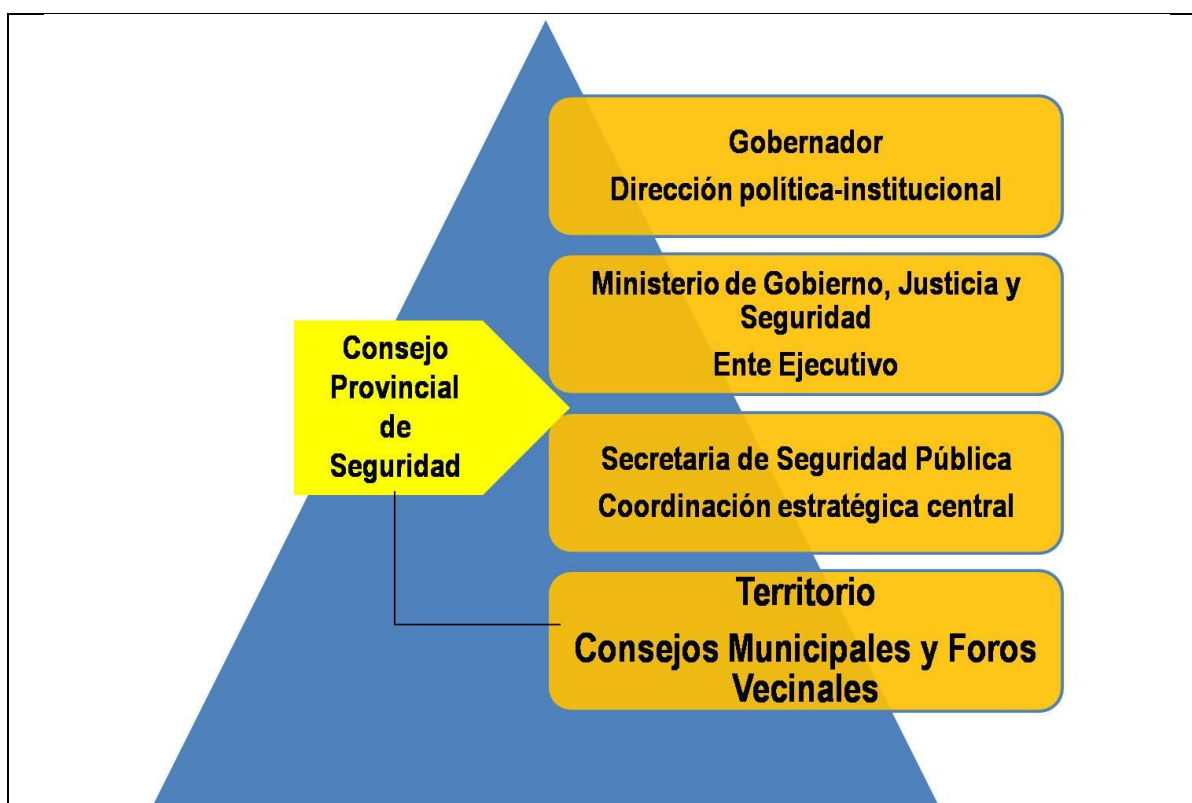 Gobernador
Dirección política-institucional
Ministerio de Gobierno, Justicia y
Seguridad
Ente Ejecutivo
Consejo
Provincial
de
Seguridad
Secretaria de Seguridad Pública
Coordinación estratégica central
Territorio
Consejos Municipales y Foros
Vecinales